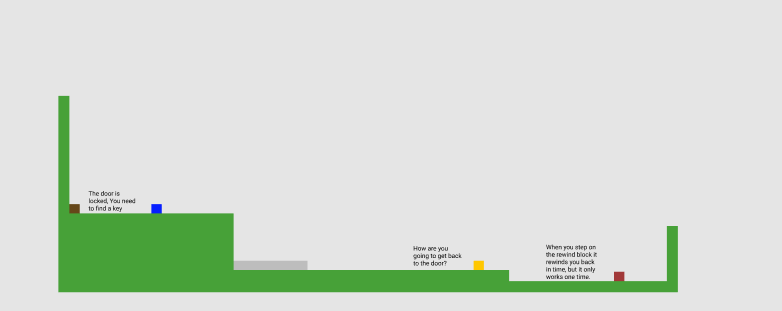 The door is
locked, You need
to find a key
How are you
going to get back
to the door?
When you step on
the rewind block it
rewinds you back
in time, but it only
works one time.